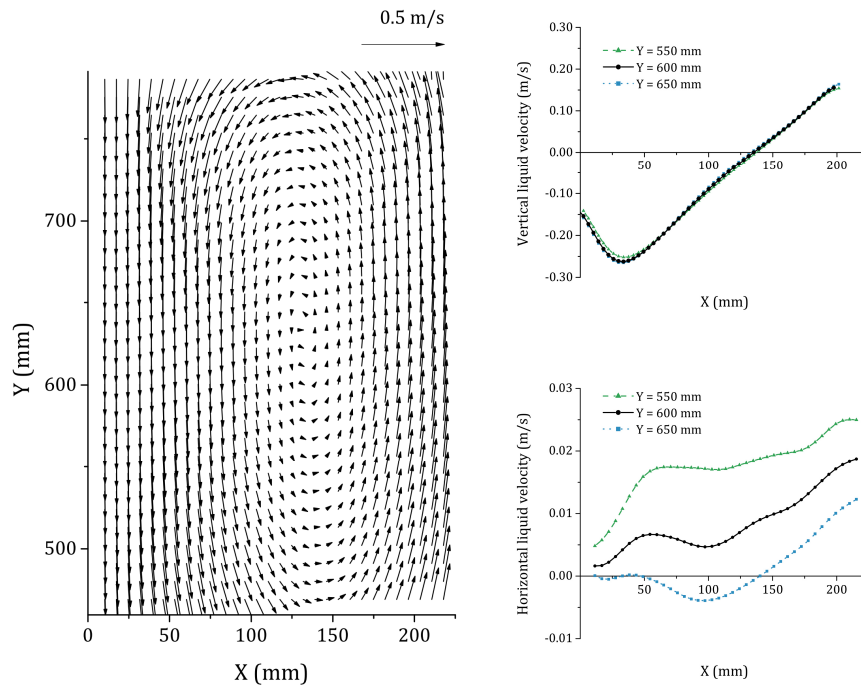 0.5 m/s
700
600
500
Y (mm)
0
50
100
150
200
X (mm)
0.30
0.20
0.10
0.00
-0.10
-0.20
-0.30
Vertical liquid velocity (m/s)
Y = 550 mm
Y = 600 mm
Y = 650 mm
50
100
150
200
X (mm)
0.03
0.02
0.01
0.00
-0.01
Horizontal liquid velocity (m/s)
Y = 550 mm
Y = 600 mm
Y = 650 mm
50
100
150
200
X (mm)